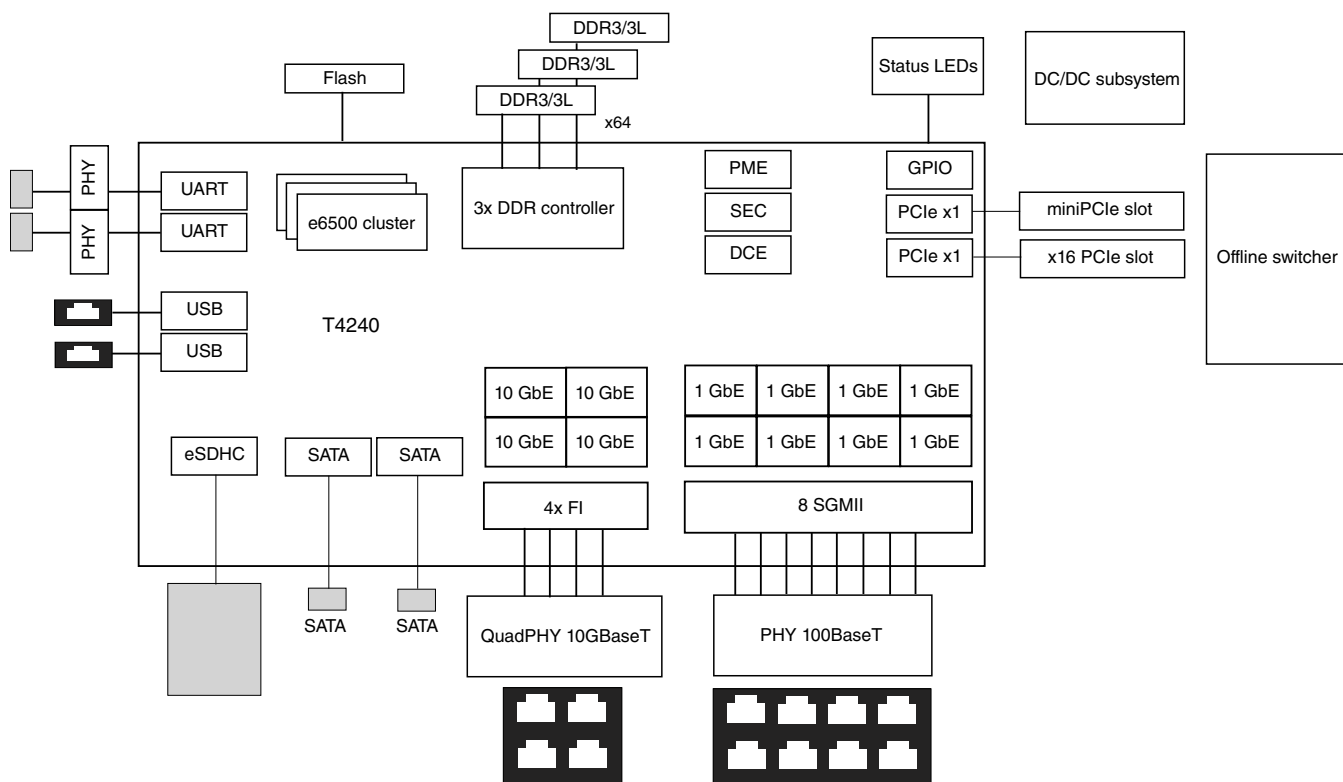 DDR3/3L
DDR3/3L
DDR3/3L
x64
Flash
Status LEDs
DC/DC subsystem
PHY
UART
PHY
UART
e6500 cluster
3x DDR controller
PME
SEC
DCE
GPIO
PCIe x1
miniPCIe slot
PCIe x1
x16 PCIe slot
Offline switcher
USB
USB
T4240
10 GbE 10 GbE
10 GbE 10 GbE
1 GbE 1 GbE 1 GbE 1 GbE
1 GbE 1 GbE 1 GbE 1 GbE
eSDHC
SATA
SATA
4x FI
8 SGMII
SATA
SATA
QuadPHY 10GBaseT
PHY 100BaseT